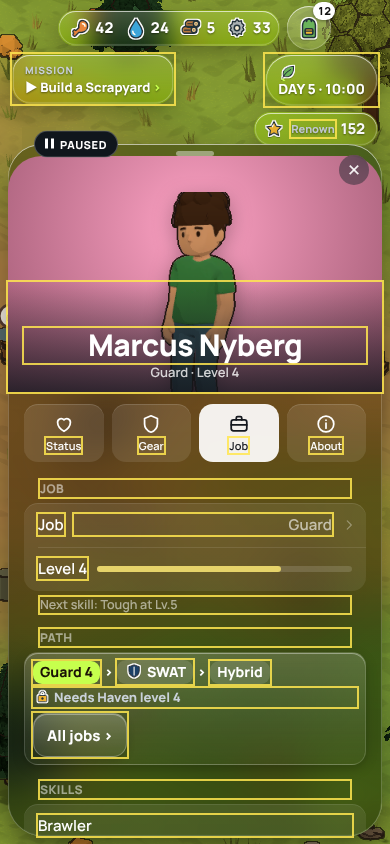 42 24 5 33 12
MISSION
▶ Build a Scrapyard ›
DAY 5 · 10:00
Renown 152
PAUSED
Marcus Nyberg
Guard · Level 4
Status Gear Job About
JOB
Job Guard
Level 4
Next skill: Tough at Lv.5
PATH
Guard 4 › SWAT › Hybrid
Needs Haven level 4
All jobs ›
SKILLS
Brawler